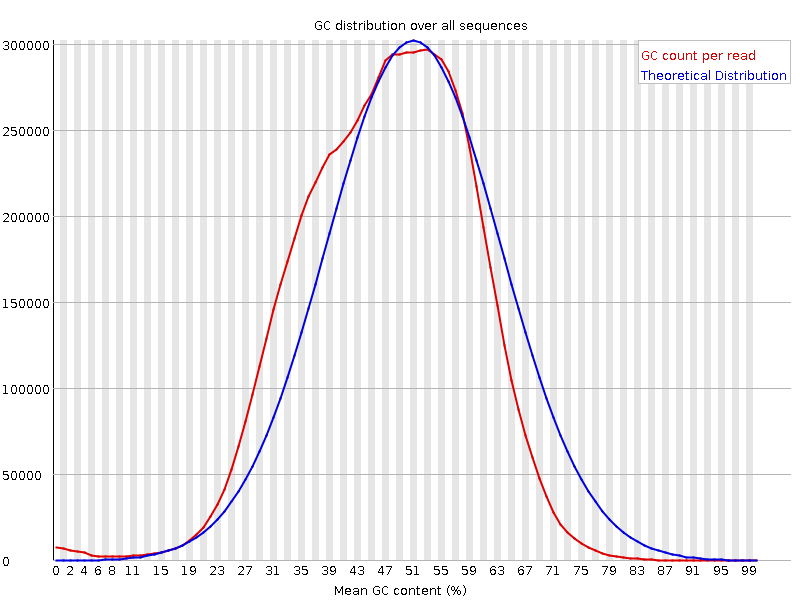 GC distribution over all sequences
GC count per read
Theoretical Distribution
300000
250000
200000
150000
100000
50000
0
0 2 4 6 8 11 15 19 23 27 31 35 39 43 47 51 55 59 63 67 71 75 79 83 87 91 95 99
Mean GC content (%)